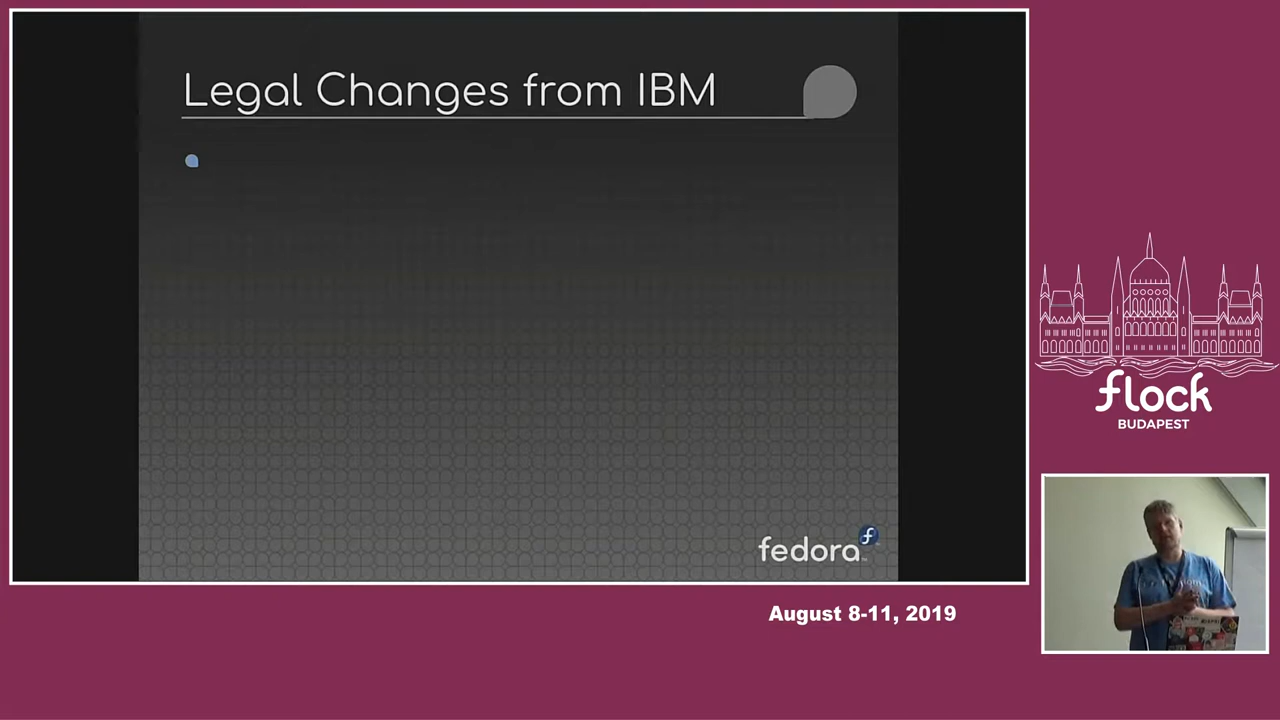 Legal Changes from IBM
fedora
flock
BUDAPEST
August 8-11, 2019